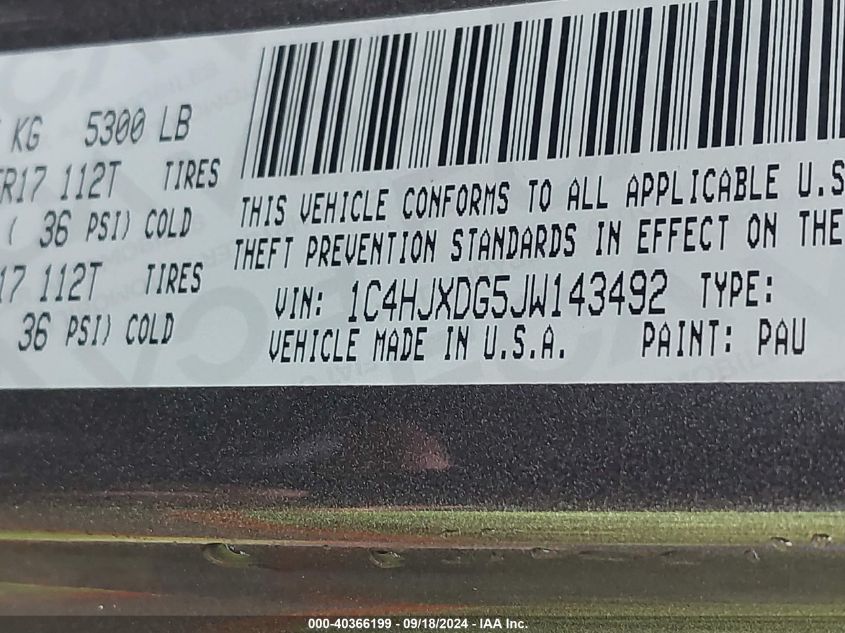 KG 5300 LB
R17 112T TIRES
( 36 PSI) COLD
17 112T TIRES
36 PSI) COLD
THIS VEHICLE CONFORMS TO ALL APPLICABLE U.S
THEFT PREVENTION STANDARDS IN EFFECT ON THE
VIN: 1C4HJXDG5JW143492 TYPE:
VEHICLE MADE IN U.S.A. PAINT: PAU
000-40366199 - 09/18/2024 - IAA Inc.